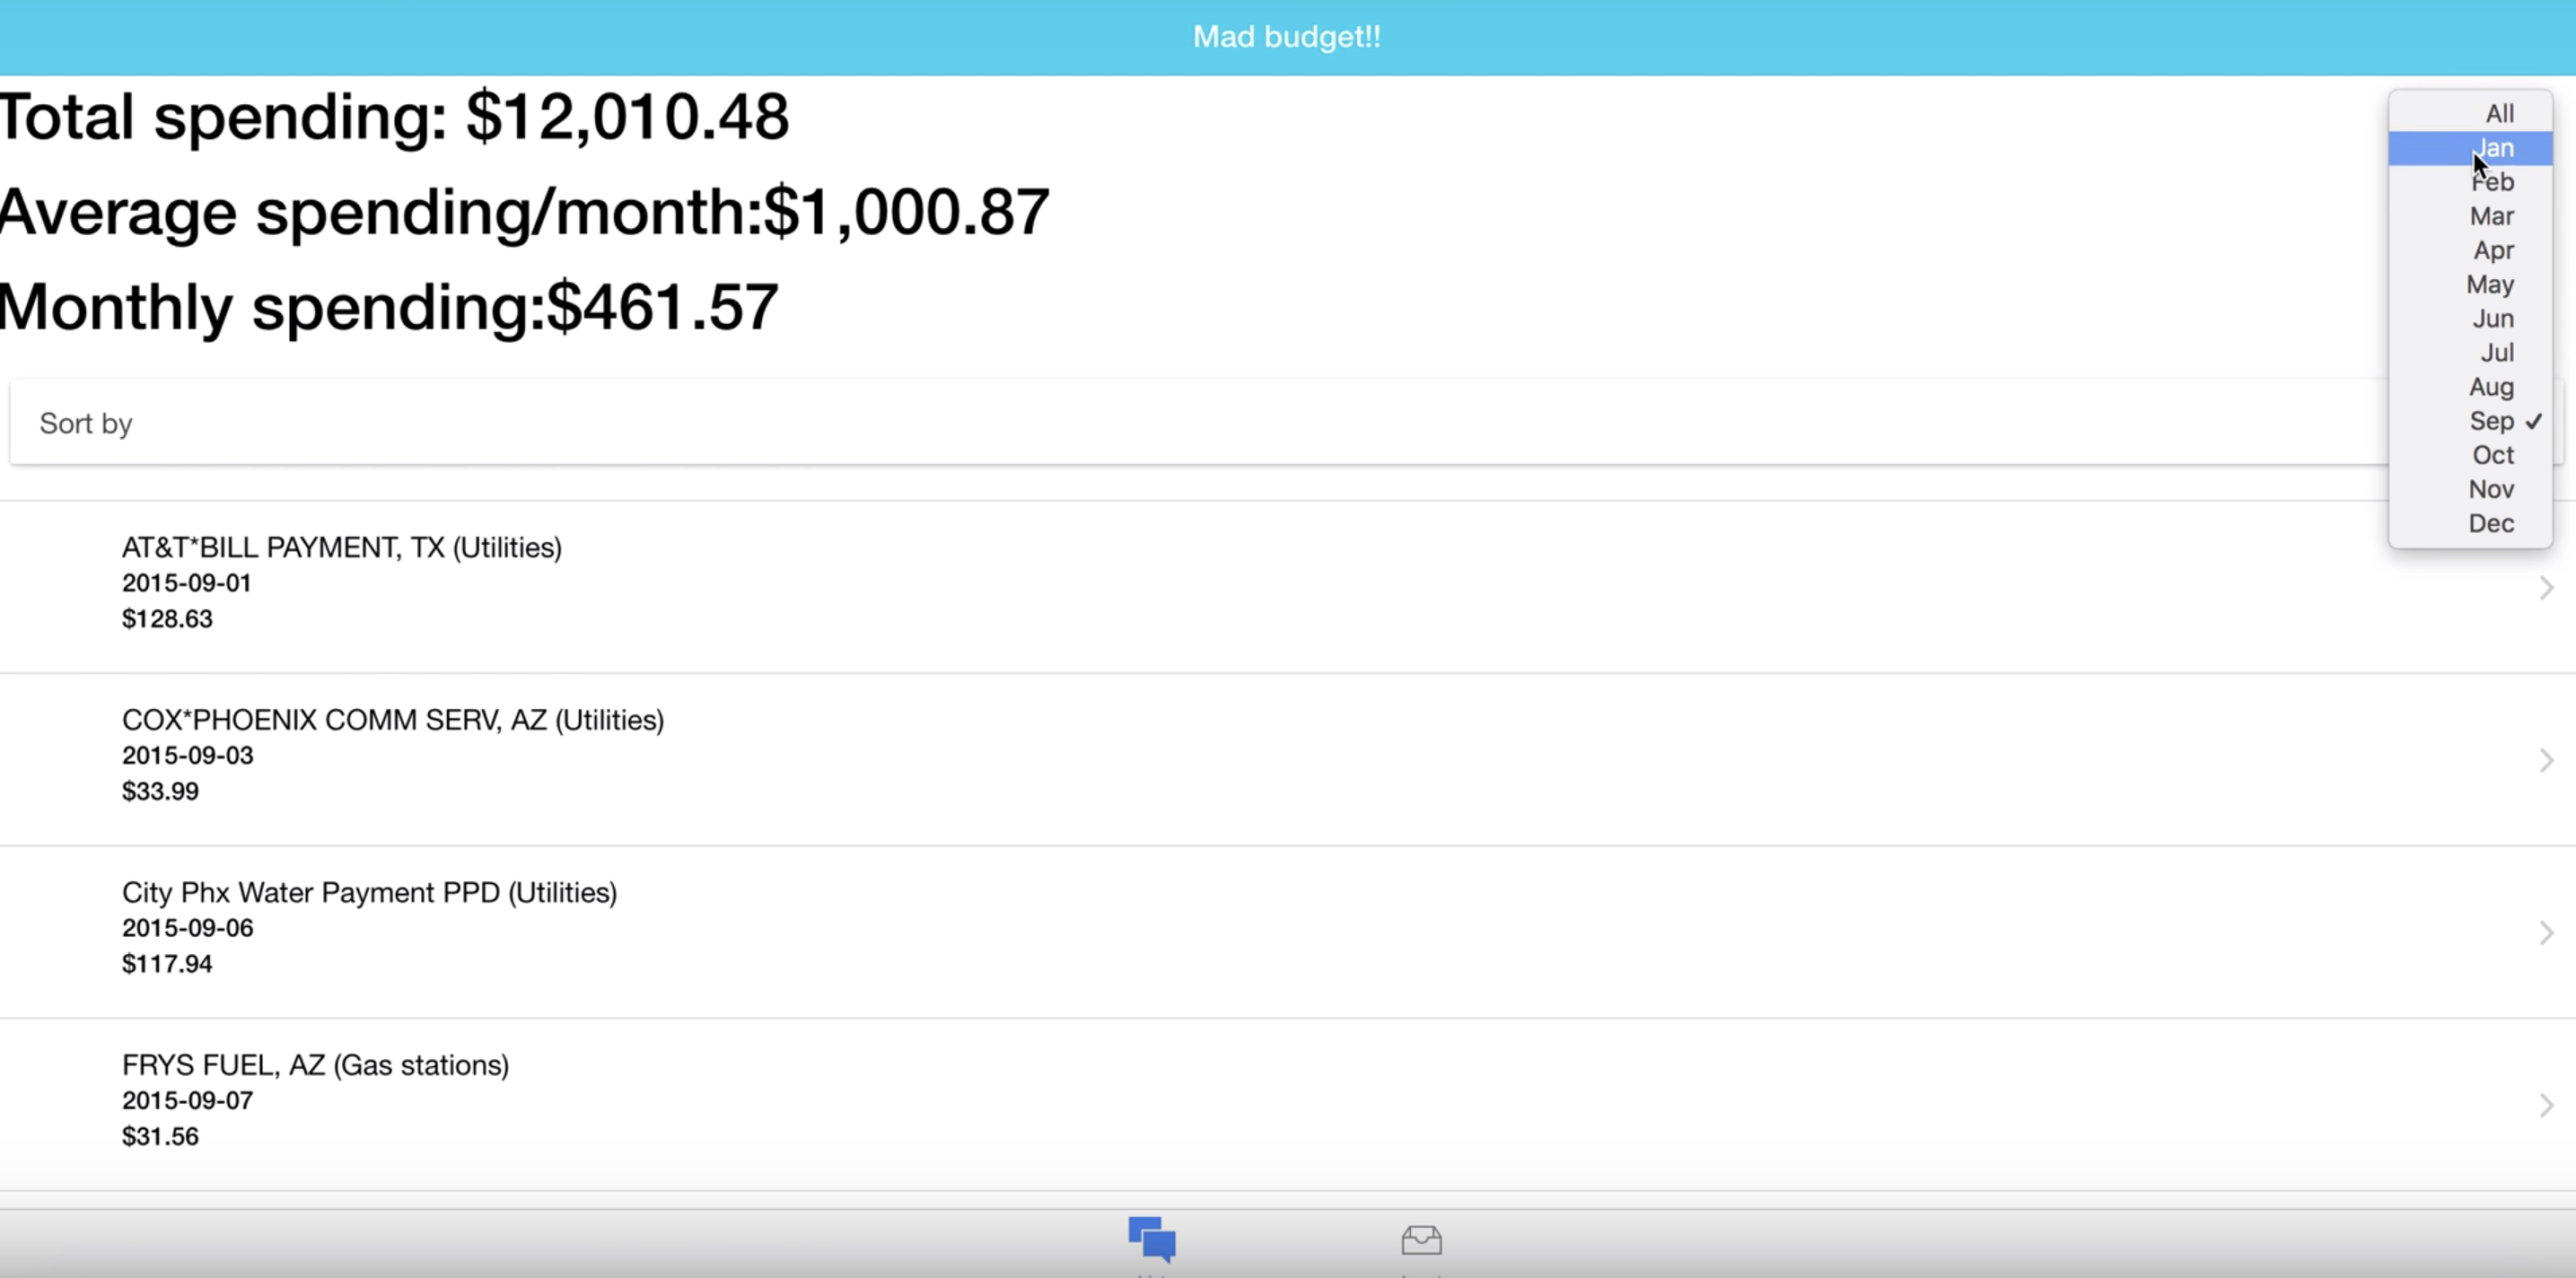 Mad budget!!
Total spending: $12,010.48
Average spending/month:$1,000.87
Monthly spending:$461.57
All
Jan
Feb
Mar
Apr
May
Jun
Jul
Aug
Sep ✓
Oct
Nov
Dec
Sort by
AT&T*BILL PAYMENT, TX (Utilities)
2015-09-01
$128.63
COX*PHOENIX COMM SERV, AZ (Utilities)
2015-09-03
$33.99
City Phx Water Payment PPD (Utilities)
2015-09-06
$117.94
FRYS FUEL, AZ (Gas stations)
2015-09-07
$31.56